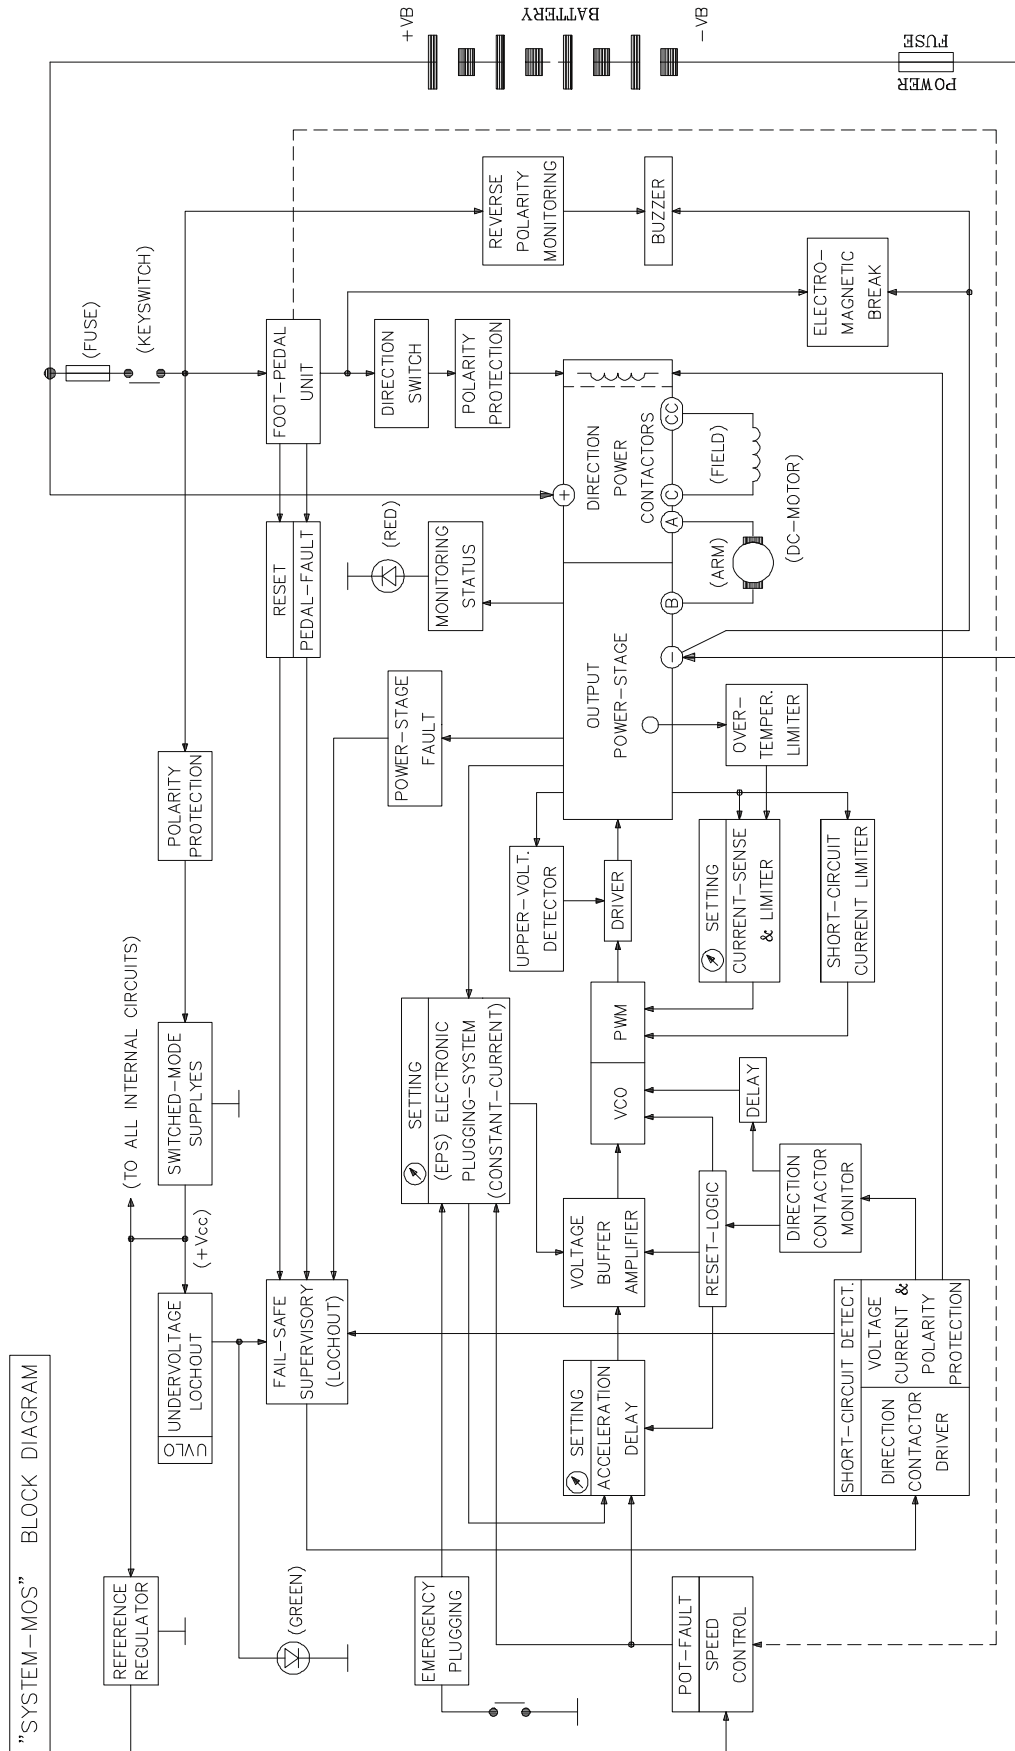 "SYSTEM-MOS" BLOCK DIAGRAM
REFERENCE
REGULATOR
(TO ALL INTERNAL CIRCUITS)
UVLO
UNDERVOLTAGE
LOCHOUT
(+Vcc)
SWITCHED-MODE
SUPPLYES
POLARITY
PROTECTION
(FUSE)
(KEYSWITCH)
(GREEN)
FAIL-SAFE
SUPERVISORY
(LOCHOUT)
RESET
PEDAL-FAULT
FOOT-PEDAL
UNIT
EMERGENCY
PLUGGING
SETTING
(EPS) ELECTRONIC
PLUGGING-SYSTEM
(CONSTANT-CURRENT)
POWER-STAGE
FAULT
MONITORING
STATUS
(RED)
DIRECTION
SWITCH
POLARITY
PROTECTION
REVERSE
POLARITY
MONITORING
+VB
BATTERY
-VB
UPPER-VOLT.
DETECTOR
SETTING
ACCELERATION
DELAY
VOLTAGE
BUFFER
AMPLIFIER
VCO
PWM
DRIVER
OUTPUT
POWER-STAGE
DIRECTION
POWER
CONTACTORS
+
-
B
A
C
CC
BUZZER
POT-FAULT
SPEED
CONTROL
RESET-LOGIC
DELAY
SETTING
CURRENT-SENSE
& LIMITER
OVER-
TEMPER.
LIMITER
(ARM)
(FIELD)
(DC-MOTOR)
DIRECTION
CONTACTOR
MONITOR
SHORT-CIRCUIT
CURRENT LIMITER
ELECTRO-
MAGNETIC
BREAK
SHORT-CIRCUIT DETECT.
DIRECTION
CONTACTOR
DRIVER
VOLTAGE
CURRENT &
POLARITY
PROTECTION
POWER
FUSE